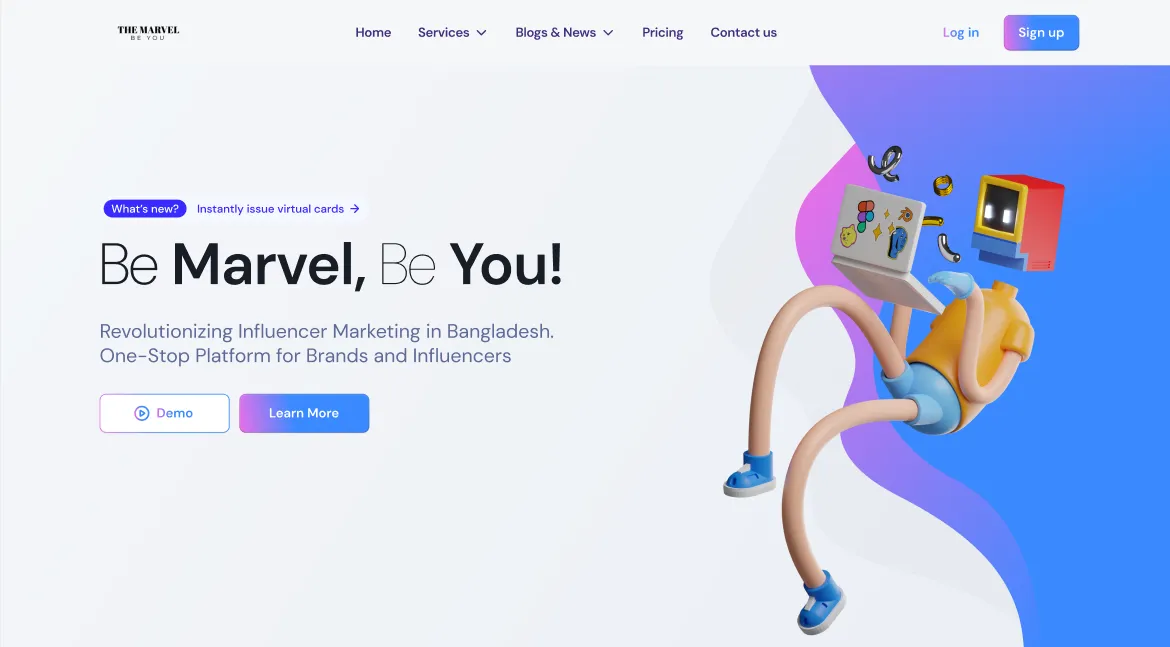 THE MARVEL
BE YOU
Home Services Blogs & News Pricing Contact us Log in Sign up
What's new? Instantly issue virtual cards →
Be Marvel, Be You!
Revolutionizing Influencer Marketing in Bangladesh.
One-Stop Platform for Brands and Influencers
Demo Learn More